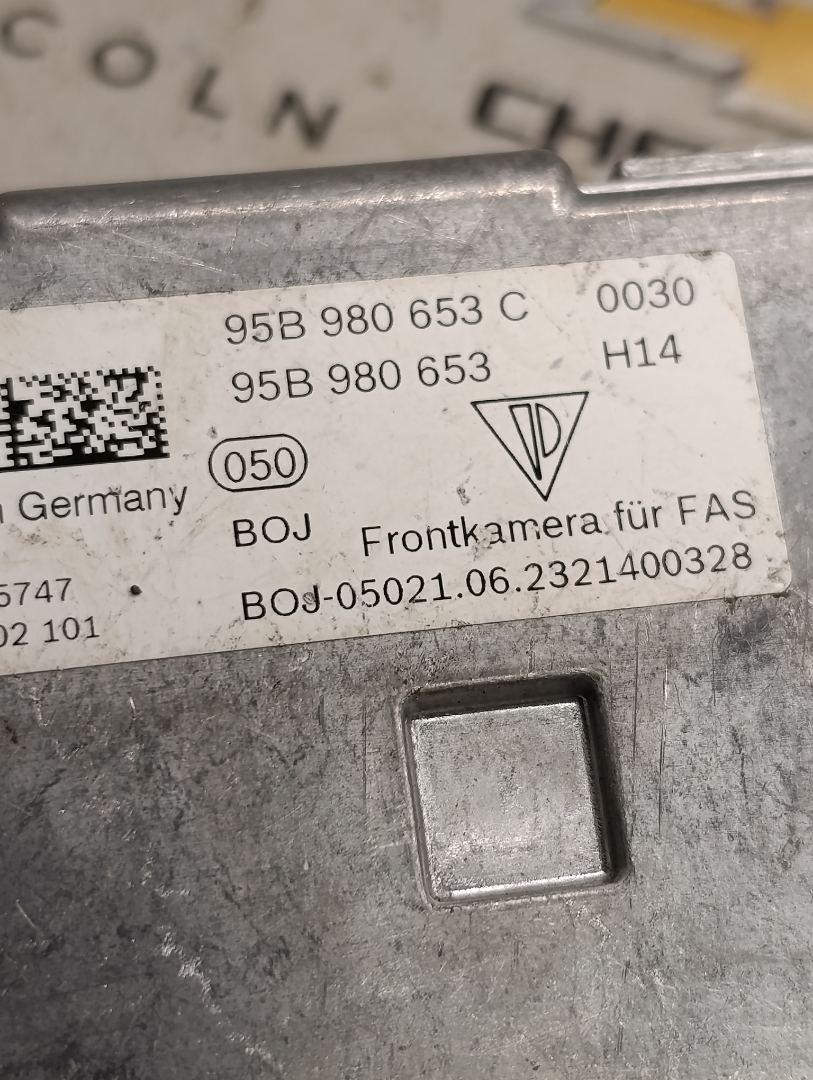 COLN
CHE
95B 980 653 C 0030
95B 980 653 H14
050
Germany
BOJ Frontkamera für FAS
5747
BOJ-05021.06.2321400328
02 101